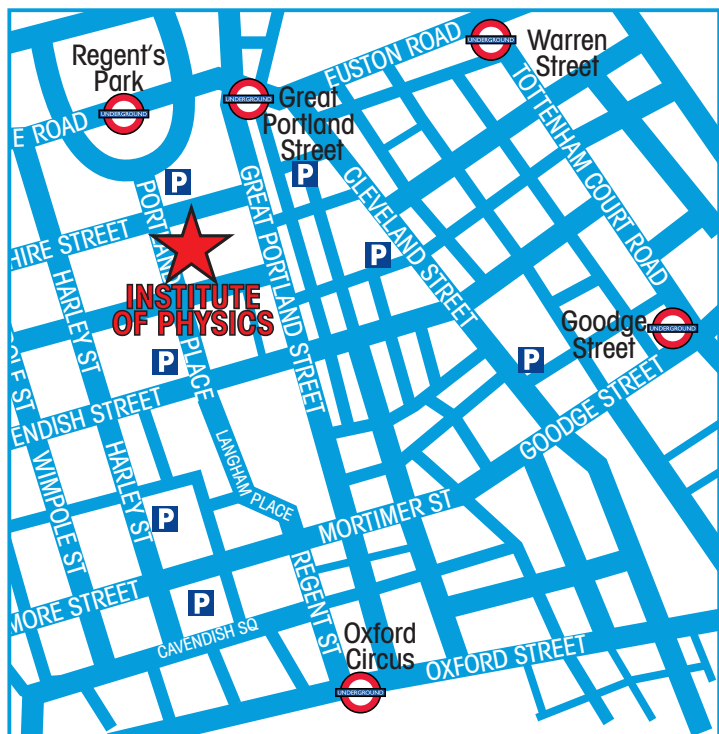 EUSTON ROAD
UNDERGROUND
Warren
Street
Regent's
Park
UNDERGROUND
UNDERGROUND
Great
Portland
Street
E ROAD
TOTTENHAM COURT ROAD
P
P
PORTLAND PLACE
GREAT PORTLAND STREET
CLEVELAND STREET
HIRE STREET
P
HARLEY ST
INSTITUTE
OF PHYSICS
Goodge
Street
UNDERGROUND
P
P
OLE ST
ENDISH STREET
GOODGE STREET
LANGHAM PLACE
WIMPOLE ST
HARLEY ST
P
MORTIMER ST
REGENT ST
MORE STREET
P
CAVENDISH SQ
Oxford
Circus
OXFORD STREET
UNDERGROUND